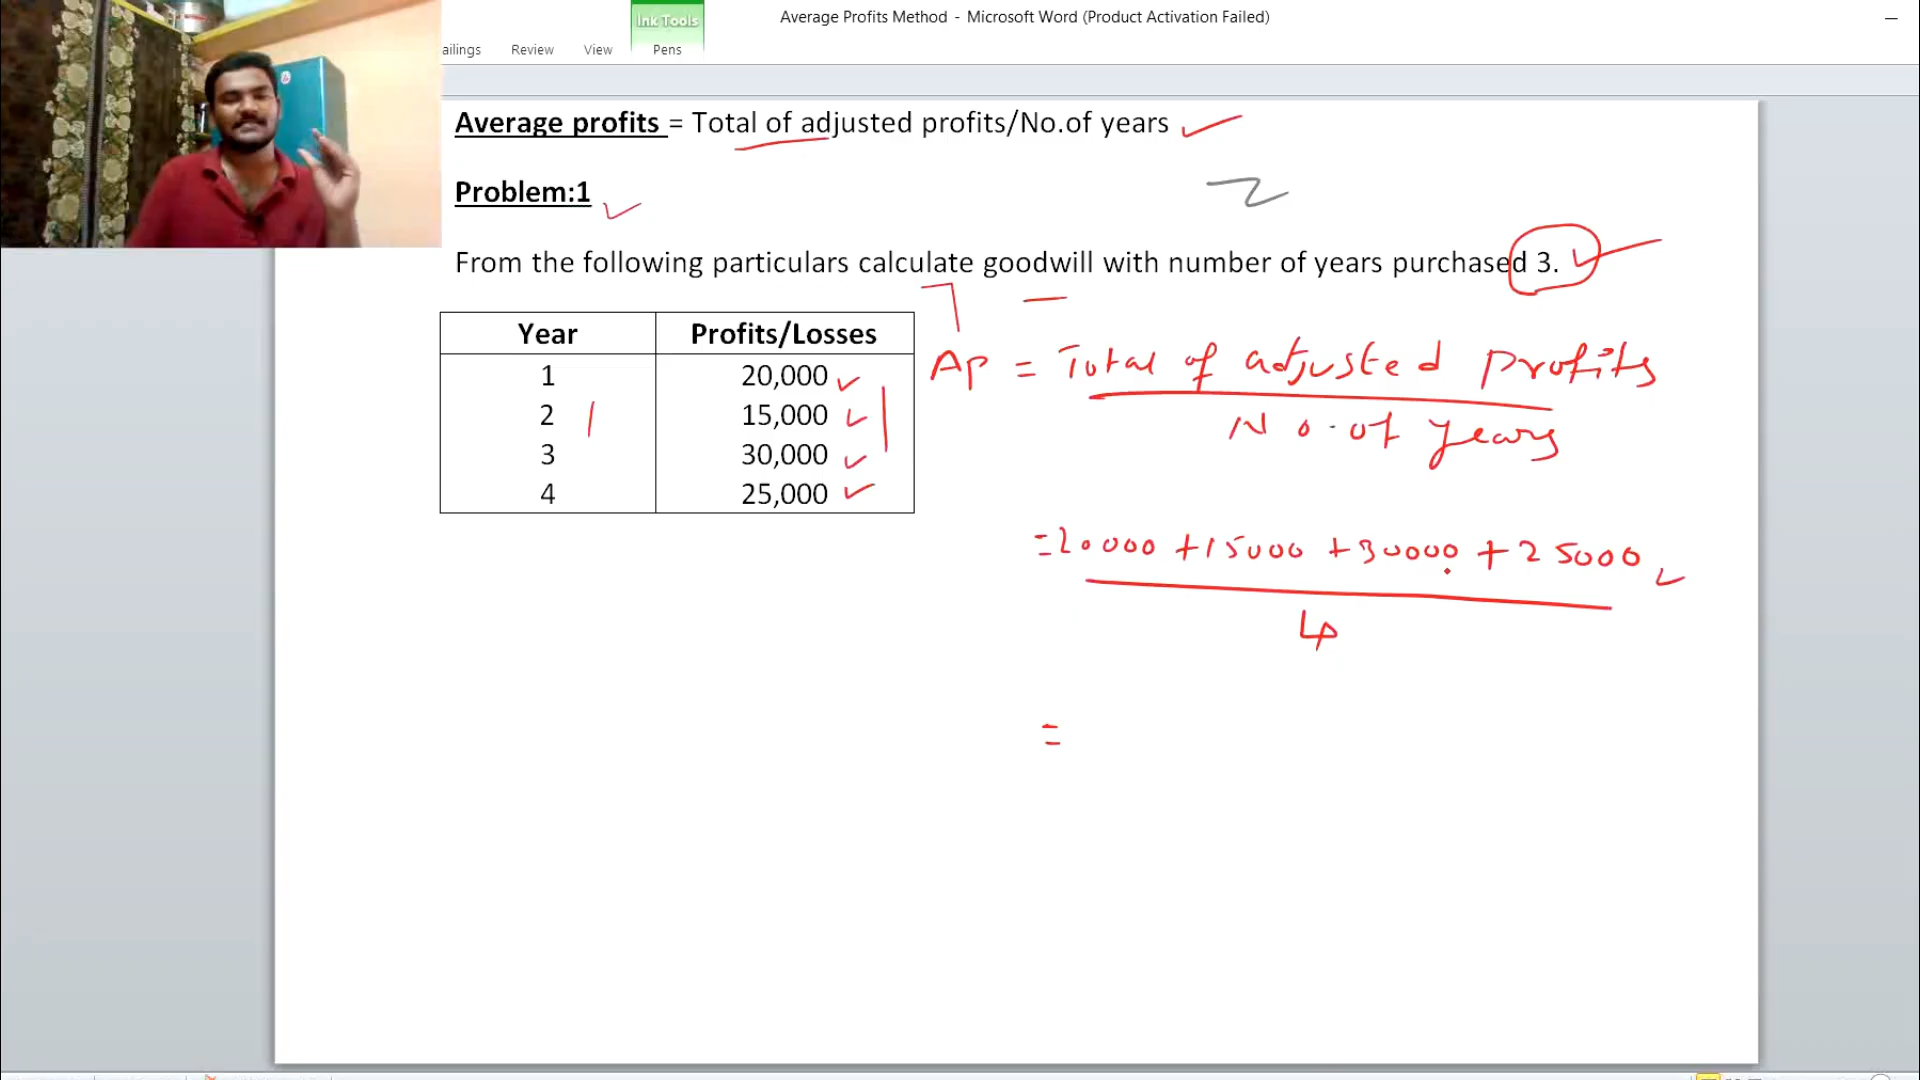 Ink Tools
Average Profits Method - Microsoft Word (Product Activation Failed)
ailings Review View Pens
Average profits = Total of adjusted profits/No.of years
Problem:1
From the following particulars calculate goodwill with number of years purchased 3.
Year Profits/Losses
1 20,000
2 15,000
3 30,000
4 25,000
AP = Total of adjusted profits
No.of years
=20000 +15000 +30000 +25000
4
=